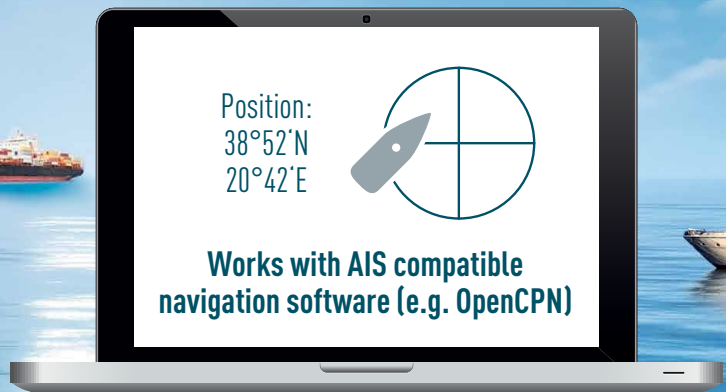 Position:
38°52‘N
20°42‘E
Works with AIS compatible
navigation software (e.g. OpenCPN)